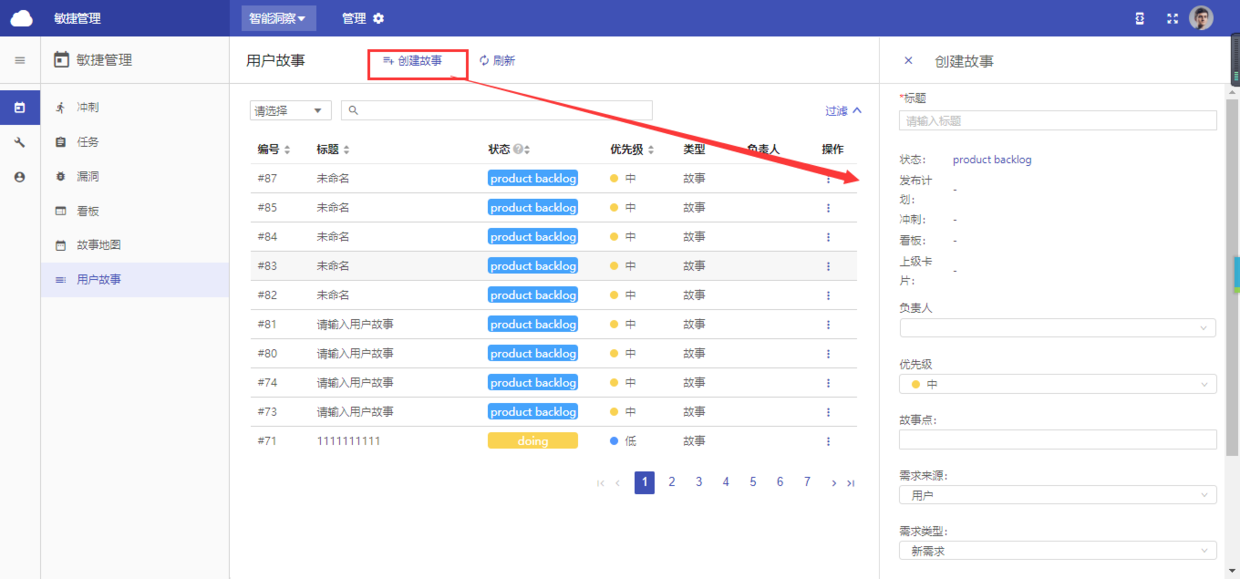 敏捷管理
智能洞察
管理
敏捷管理
冲刺
任务
漏洞
看板
故事地图
用户故事
用户故事
创建故事
刷新
请选择
过滤
编号 标题 状态 优先级 类型 负责人 操作
#87 未命名 product backlog 中 故事
#85 未命名 product backlog 中 故事
#84 未命名 product backlog 中 故事
#83 未命名 product backlog 中 故事
#82 未命名 product backlog 中 故事
#81 请输入用户故事 product backlog 中 故事
#80 请输入用户故事 product backlog 中 故事
#74 请输入用户故事 product backlog 中 故事
#73 请输入用户故事 product backlog 中 故事
#71 1111111111 doing 低 故事
1 2 3 4 5 6 7
创建故事
*标题
请输入标题
状态: product backlog
发布计
划: -
冲刺: -
看板: -
上级卡
片: -
负责人
优先级
中
故事点:
需求来源:
用户
需求类型:
新需求